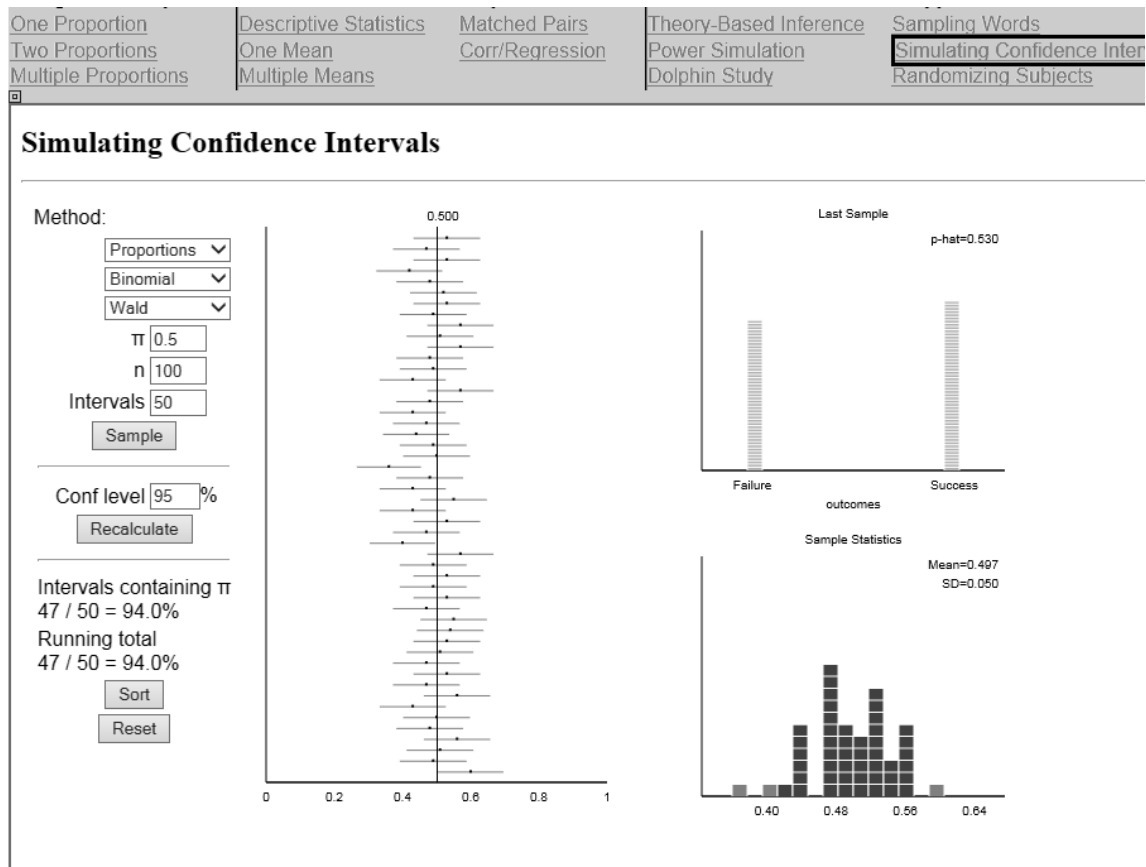 One Proportion Descriptive Statistics Matched Pairs Theory-Based Inference Sampling Words
Two Proportions One Mean Corr/Regression Power Simulation Simulating Confidence Inter
Multiple Proportions Multiple Means Dolphin Study Randomizing Subjects
Simulating Confidence Intervals
Method:
Proportions
Binomial
Wald
π 0.5
n 100
Intervals 50
Sample
Conf level 95 %
Recalculate
Intervals containing π
47 / 50 = 94.0%
Running total
47 / 50 = 94.0%
Sort
Reset
0.500
0 0.2 0.4 0.6 0.8 1
Last Sample
p-hat=0.530
Failure Success
outcomes
Sample Statistics
Mean=0.497
SD=0.050
0.40 0.48 0.56 0.64